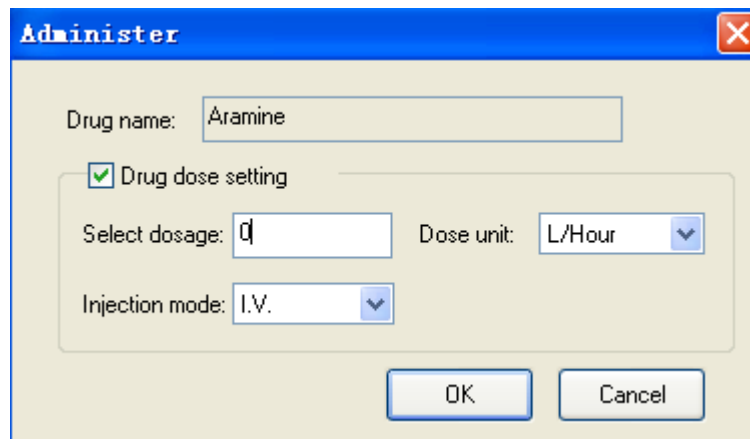 Administer
Drug name: Aramine
Drug dose setting
Select dosage: 0 Dose unit: L/Hour
Injection mode: I.V.
OK Cancel